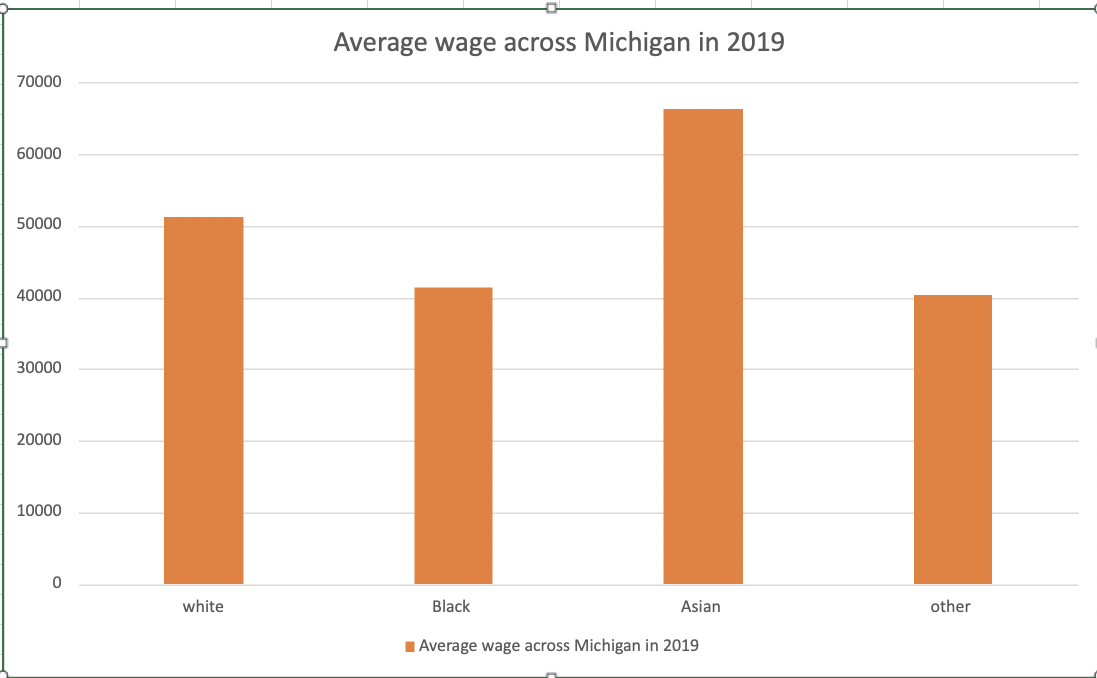 Average wage across Michigan in 2019
70000
60000
50000
40000
30000
20000
10000
0
white Black Asian other
Average wage across Michigan in 2019